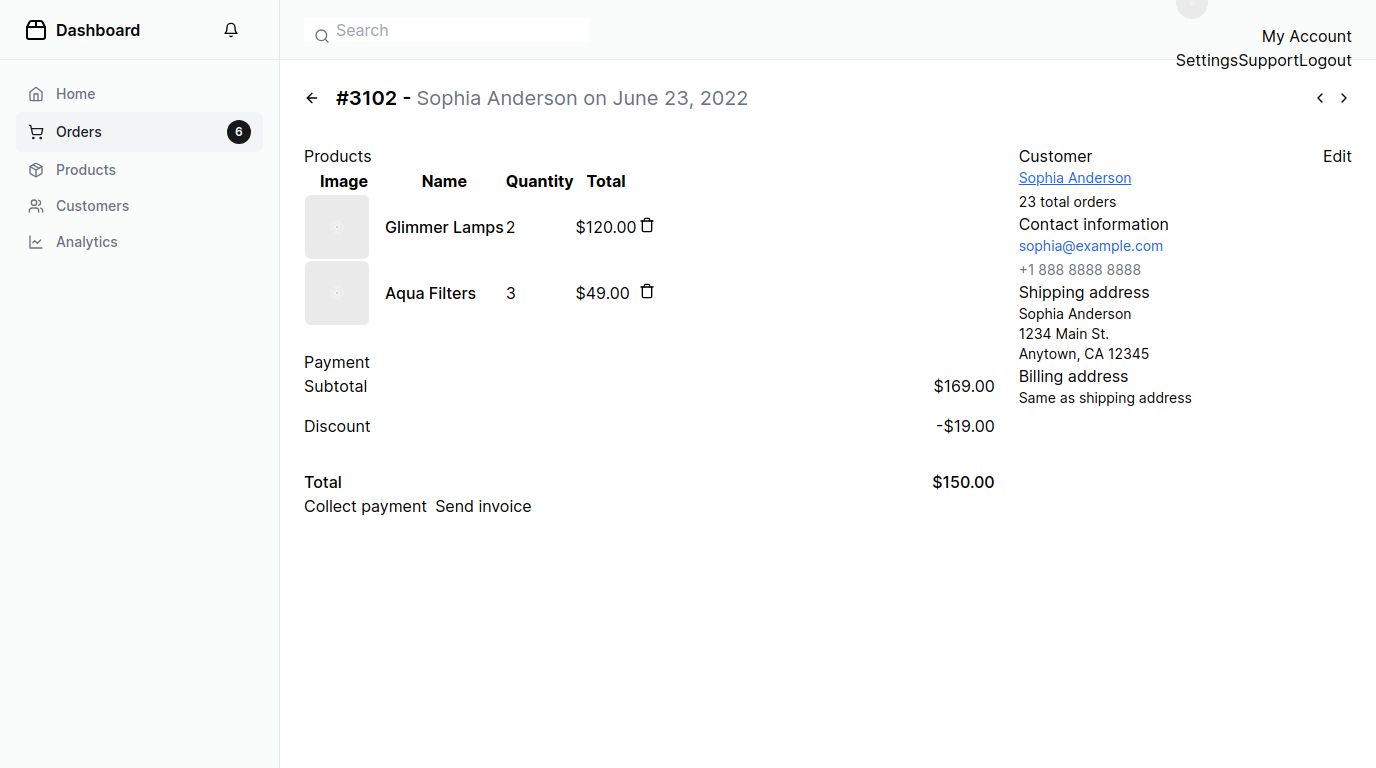 Dashboard
Search
My Account
SettingsSupportLogout
Home
Orders 6
Products
Customers
Analytics
#3102 - Sophia Anderson on June 23, 2022
Products
Image Name Quantity Total
Glimmer Lamps 2 $120.00
Aqua Filters 3 $49.00
Payment
Subtotal $169.00
Discount -$19.00
Total $150.00
Collect payment Send invoice
Customer Edit
Sophia Anderson
23 total orders
Contact information
sophia@example.com
+1 888 8888 8888
Shipping address
Sophia Anderson
1234 Main St.
Anytown, CA 12345
Billing address
Same as shipping address